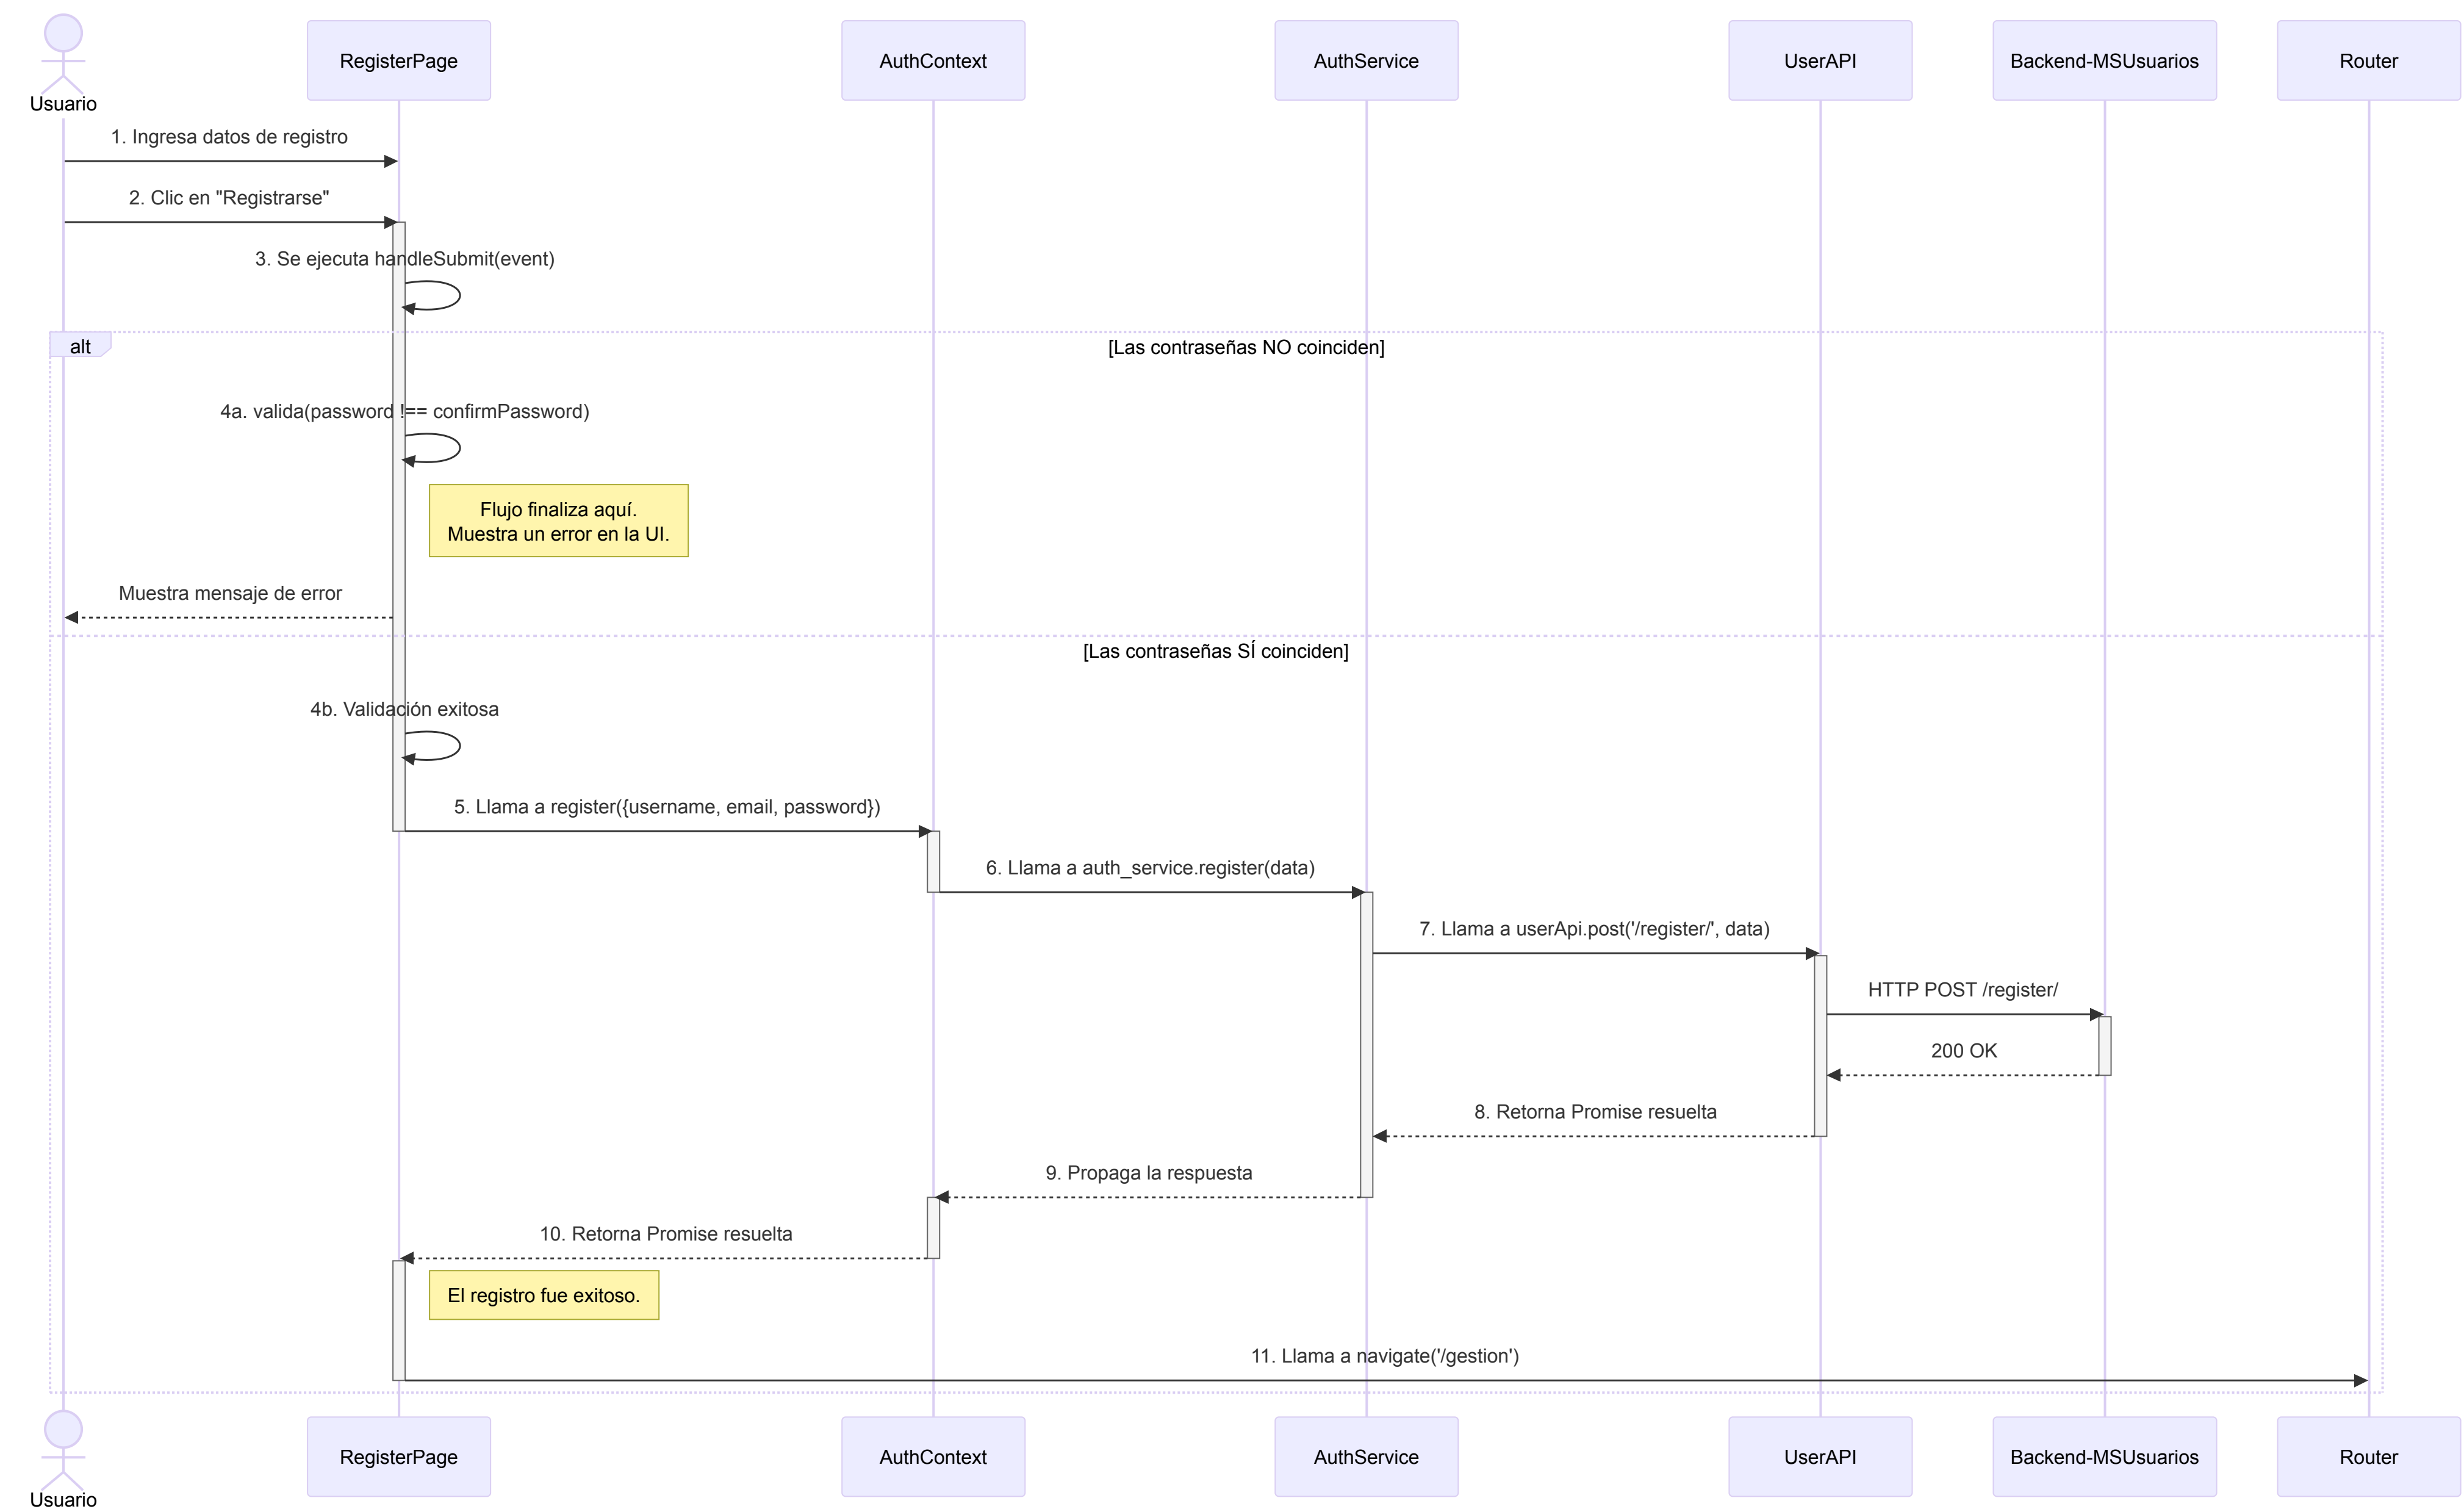 Usuario
RegisterPage
AuthContext
AuthService
UserAPI
Backend-MSUsuarios
Router
1. Ingresa datos de registro
2. Clic en "Registrarse"
3. Se ejecuta handleSubmit(event)
alt
[Las contraseñas NO coinciden]
4a. valida(password !== confirmPassword)
Flujo finaliza aquí.
Muestra un error en la UI.
Muestra mensaje de error
[Las contraseñas SÍ coinciden]
4b. Validación exitosa
5. Llama a register({username, email, password})
6. Llama a auth_service.register(data)
7. Llama a userApi.post('/register/', data)
HTTP POST /register/
200 OK
8. Retorna Promise resuelta
9. Propaga la respuesta
10. Retorna Promise resuelta
El registro fue exitoso.
11. Llama a navigate('/gestion')
Usuario
RegisterPage
AuthContext
AuthService
UserAPI
Backend-MSUsuarios
Router